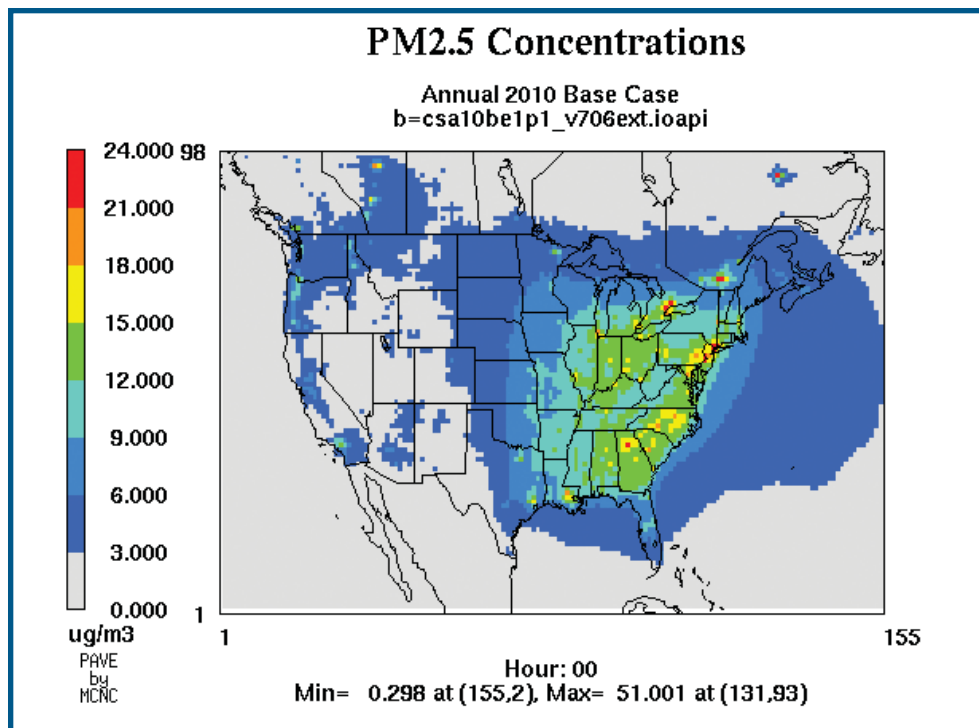 PM2.5 Concentrations
Annual 2010 Base Case
b=csa10be1p1_v706ext.ioapi
24.000
21.000
18.000
15.000
12.000
9.000
6.000
3.000
0.000
ug/m3
PAVE
by
MCNC
98
1
1
155
Hour: 00
Min= 0.298 at (155,2), Max= 51.001 at (131,93)